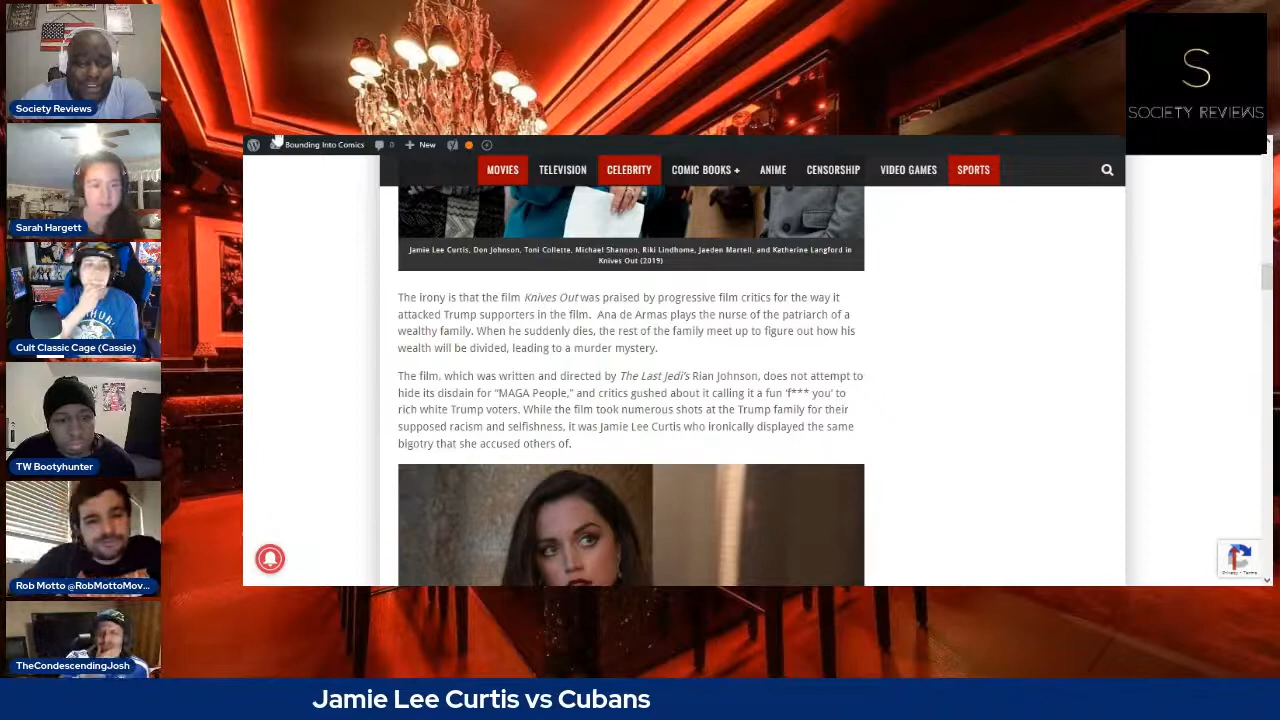 Society Reviews
Sarah Hargett
Cult Classic Cage (Cassie)
TW Bootyhunter
Rob Motto @RobMottoMov...
TheCondescendingJosh
S
SOCIETY REVIEWS
Bounding Into Comics 0 + New
MOVIES TELEVISION CELEBRITY COMIC BOOKS + ANIME CENSORSHIP VIDEO GAMES SPORTS
Jamie Lee Curtis, Don Johnson, Toni Collette, Michael Shannon, Riki Lindhome, Jaeden Martell, and Katherine Langford in
Knives Out (2019)
The irony is that the film Knives Out was praised by progressive film critics for the way it
attacked Trump supporters in the film. Ana de Armas plays the nurse of the patriarch of a
wealthy family. When he suddenly dies, the rest of the family meet up to figure out how his
wealth will be divided, leading to a murder mystery.
The film, which was written and directed by The Last Jedi's Rian Johnson, does not attempt to
hide its disdain for “MAGA People,” and critics gushed about it calling it a fun ‘f*** you’ to
rich white Trump voters. While the film took numerous shots at the Trump family for their
supposed racism and selfishness, it was Jamie Lee Curtis who ironically displayed the same
bigotry that she accused others of.
Privacy - Terms
Jamie Lee Curtis vs Cubans